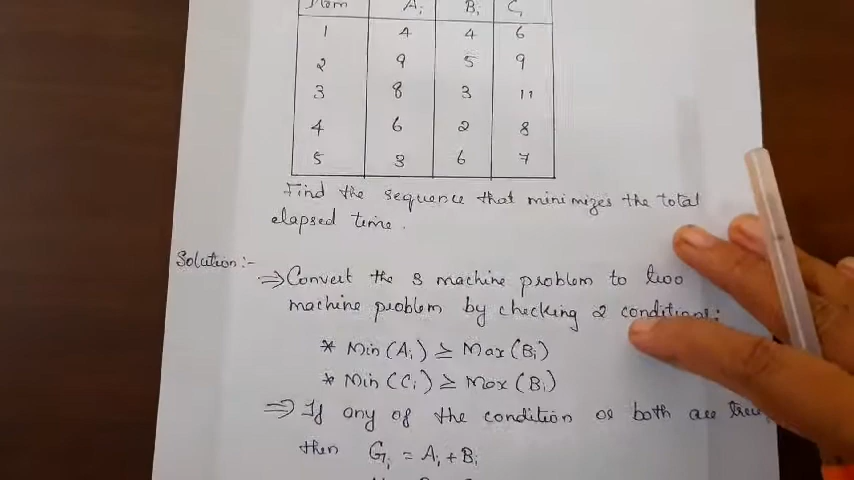 Item Ai Bi Ci
1 4 4 6
2 9 5 9
3 8 3 11
4 6 2 8
5 3 6 7
Find the sequence that minimizes the total
elapsed time.
Solution:-
⇒ Convert the 3 machine problem to two
machine problem by checking 2 conditions:
* Min (Ai) ≥ Max (Bi)
* Min (Ci) ≥ Max (Bi)
⇒ If any of the condition or both are true,
then Gi = Ai + Bi